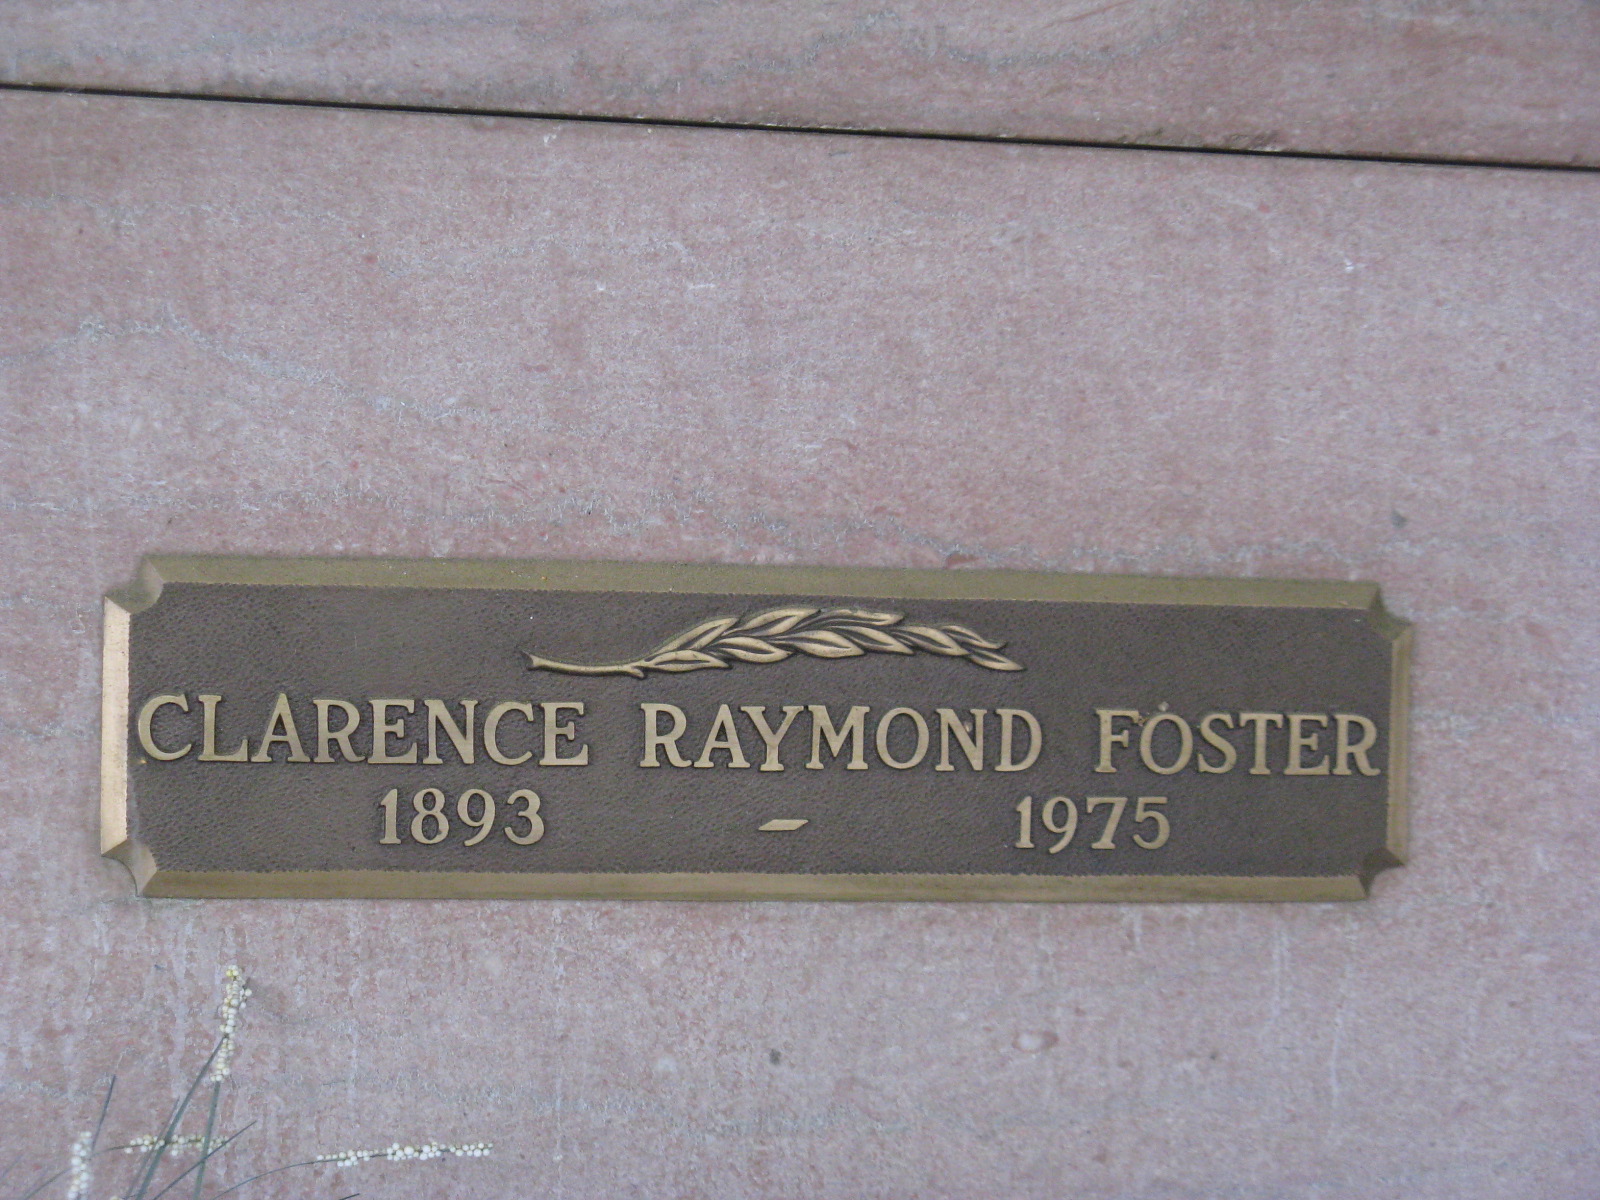 CLARENCE RAYMOND FOSTER
1893 - 1975